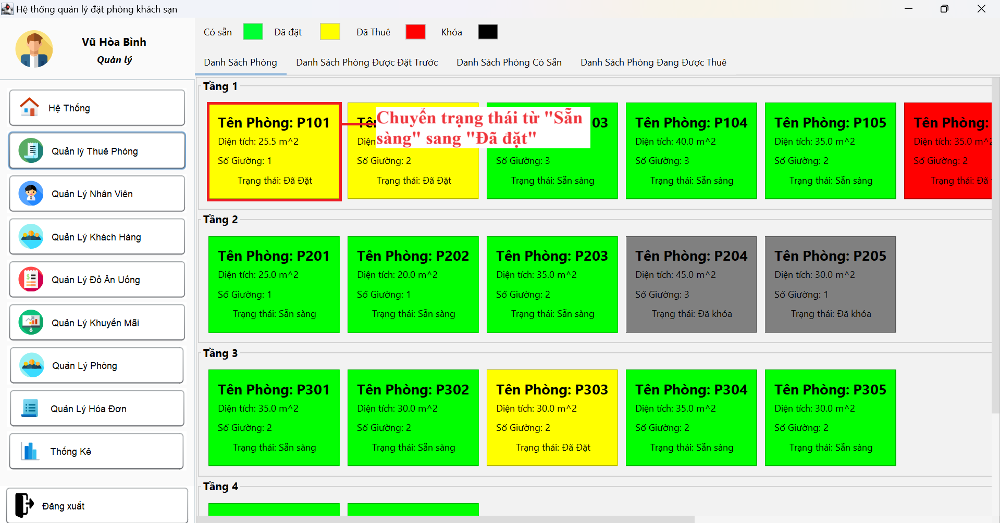 Hệ thống quản lý đặt phòng khách sạn
Vũ Hòa Bình
Quản lý
Hệ Thống
Quản lý Thuê Phòng
Quản Lý Nhân Viên
Quản Lý Khách Hàng
Quản Lý Đồ Ăn Uống
Quản Lý Khuyến Mãi
Quản Lý Phòng
Quản Lý Hóa Đơn
Thống Kê
Đăng xuất
Có sẵn Đã đặt Đã Thuê Khóa
Danh Sách Phòng Danh Sách Phòng Được Đặt Trước Danh Sách Phòng Có Sẵn Danh Sách Phòng Đang Được Thuê
Tầng 1
Tên Phòng: P101
Diện tích: 25.5 m^2
Số Giường: 1
Trạng thái: Đã Đặt
Chuyển trạng thái từ "Sẵn
sàng" sang "Đã đặt"
Số Giường: 2
Trạng thái: Đã Đặt
03
Số Giường: 3
Trạng thái: Sẵn sàng
Tên Phòng: P104
Diện tích: 40.0 m^2
Số Giường: 3
Trạng thái: Sẵn sàng
Tên Phòng: P105
Diện tích: 35.0 m^2
Số Giường: 2
Trạng thái: Sẵn sàng
Tên Phòng:
Diện tích: 35.0 m^2
Số Giường: 2
Trạng thái: Đã
Tầng 2
Tên Phòng: P201
Diện tích: 25.0 m^2
Số Giường: 1
Trạng thái: Sẵn sàng
Tên Phòng: P202
Diện tích: 20.0 m^2
Số Giường: 1
Trạng thái: Sẵn sàng
Tên Phòng: P203
Diện tích: 35.0 m^2
Số Giường: 2
Trạng thái: Sẵn sàng
Tên Phòng: P204
Diện tích: 45.0 m^2
Số Giường: 3
Trạng thái: Đã khóa
Tên Phòng: P205
Diện tích: 30.0 m^2
Số Giường: 1
Trạng thái: Đã khóa
Tầng 3
Tên Phòng: P301
Diện tích: 35.0 m^2
Số Giường: 2
Trạng thái: Sẵn sàng
Tên Phòng: P302
Diện tích: 30.0 m^2
Số Giường: 2
Trạng thái: Sẵn sàng
Tên Phòng: P303
Diện tích: 30.0 m^2
Số Giường: 2
Trạng thái: Đã Đặt
Tên Phòng: P304
Diện tích: 35.0 m^2
Số Giường: 2
Trạng thái: Sẵn sàng
Tên Phòng: P305
Diện tích: 30.0 m^2
Số Giường: 2
Trạng thái: Sẵn sàng
Tầng 4